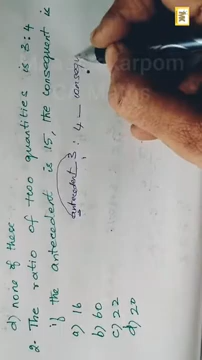 d) none of these
2. The ratio of two quantities is 3:4
if the antecedent is 15, the consequent is
antecedent 3 : 4 - conseq
a) 16
b) 60
c) 22
d) 20